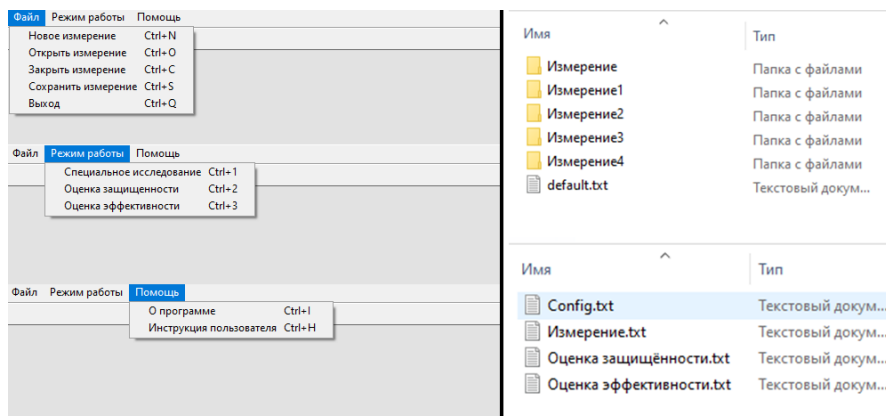 Файл Режим работы Помощь
Новое измерение Ctrl+N
Открыть измерение Ctrl+O
Закрыть измерение Ctrl+C
Сохранить измерение Ctrl+S
Выход Ctrl+Q
Файл Режим работы Помощь
Специальное исследование Ctrl+1
Оценка защищенности Ctrl+2
Оценка эффективности Ctrl+3
Файл Режим работы Помощь
О программе Ctrl+I
Инструкция пользователя Ctrl+H
Имя Тип
Измерение Папка с файлами
Измерение1 Папка с файлами
Измерение2 Папка с файлами
Измерение3 Папка с файлами
Измерение4 Папка с файлами
default.txt Текстовый докум...
Имя Тип
Config.txt Текстовый докум...
Измерение.txt Текстовый докум...
Оценка защищённости.txt Текстовый докум...
Оценка эффективности.txt Текстовый докум...